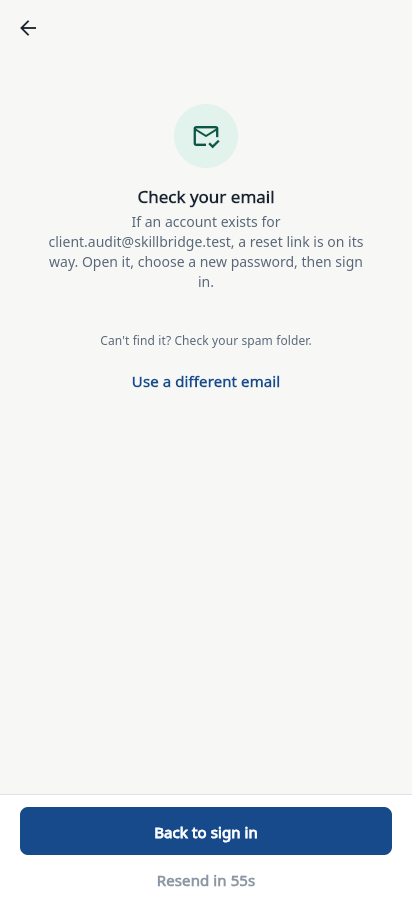 Check your email
If an account exists for
client.audit@skillbridge.test, a reset link is on its
way. Open it, choose a new password, then sign
in.
Can't find it? Check your spam folder.
Use a different email
Back to sign in
Resend in 55s